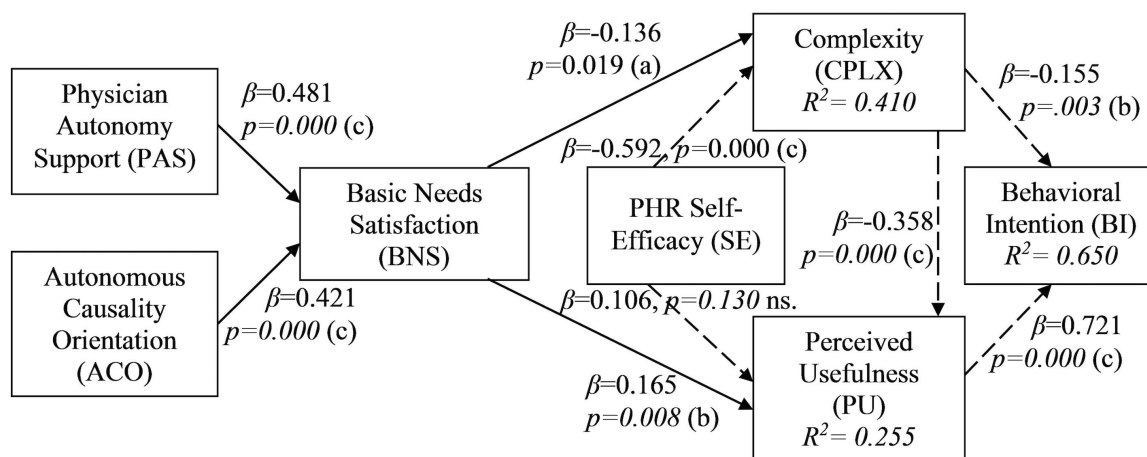 Physician
Autonomy
Support (PAS)
β=0.481
p=0.000 (c)
Autonomous
Causality
Orientation
(ACO)
β=0.421
p=0.000 (c)
Basic Needs
Satisfaction
(BNS)
β=-0.136
p=0.019 (a)
β=-0.592, p=0.000 (c)
PHR Self-
Efficacy (SE)
β=0.106, p=0.130 ns.
β=0.165
p=0.008 (b)
Complexity
(CPLX)
R²= 0.410
β=-0.358
p=0.000 (c)
Perceived
Usefulness
(PU)
R²= 0.255
β=-0.155
p=.003 (b)
Behavioral
Intention (BI)
R²= 0.650
β=0.721
p=0.000 (c)